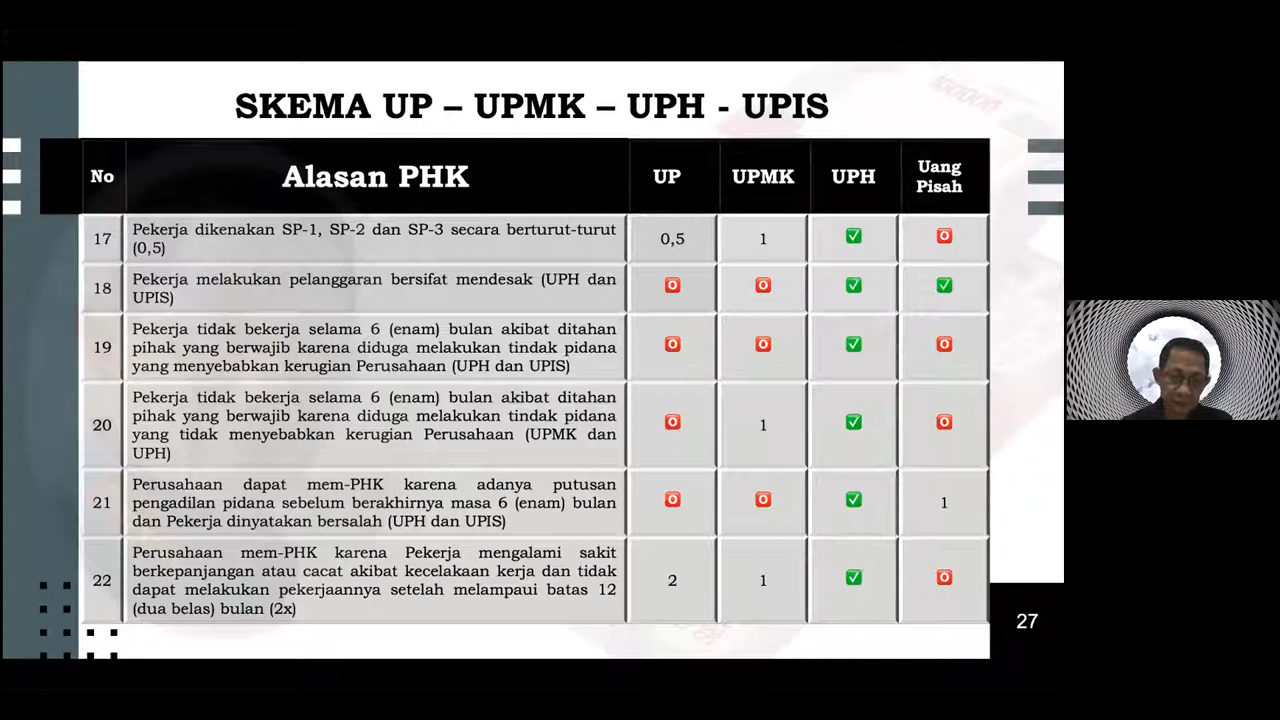 SKEMA UP – UPMK – UPH - UPIS
No Alasan PHK UP UPMK UPH Uang
Pisah
17 Pekerja dikenakan SP-1, SP-2 dan SP-3 secara berturut-turut
(0,5) 0,5 1 ✅ 🅾
18 Pekerja melakukan pelanggaran bersifat mendesak (UPH dan
UPIS) 🅾 🅾 ✅ ✅
19 Pekerja tidak bekerja selama 6 (enam) bulan akibat ditahan
pihak yang berwajib karena diduga melakukan tindak pidana
yang menyebabkan kerugian Perusahaan (UPH dan UPIS) 🅾 🅾 ✅ 🅾
20 Pekerja tidak bekerja selama 6 (enam) bulan akibat ditahan
pihak yang berwajib karena diduga melakukan tindak pidana
yang tidak menyebabkan kerugian Perusahaan (UPMK dan
UPH) 🅾 1 ✅ 🅾
21 Perusahaan dapat mem-PHK karena adanya putusan
pengadilan pidana sebelum berakhirnya masa 6 (enam) bulan
dan Pekerja dinyatakan bersalah (UPH dan UPIS) 🅾 🅾 ✅ 1
22 Perusahaan mem-PHK karena Pekerja mengalami sakit
berkepanjangan atau cacat akibat kecelakaan kerja dan tidak
dapat melakukan pekerjaannya setelah melampaui batas 12
(dua belas) bulan (2x) 2 1 ✅ 🅾
27